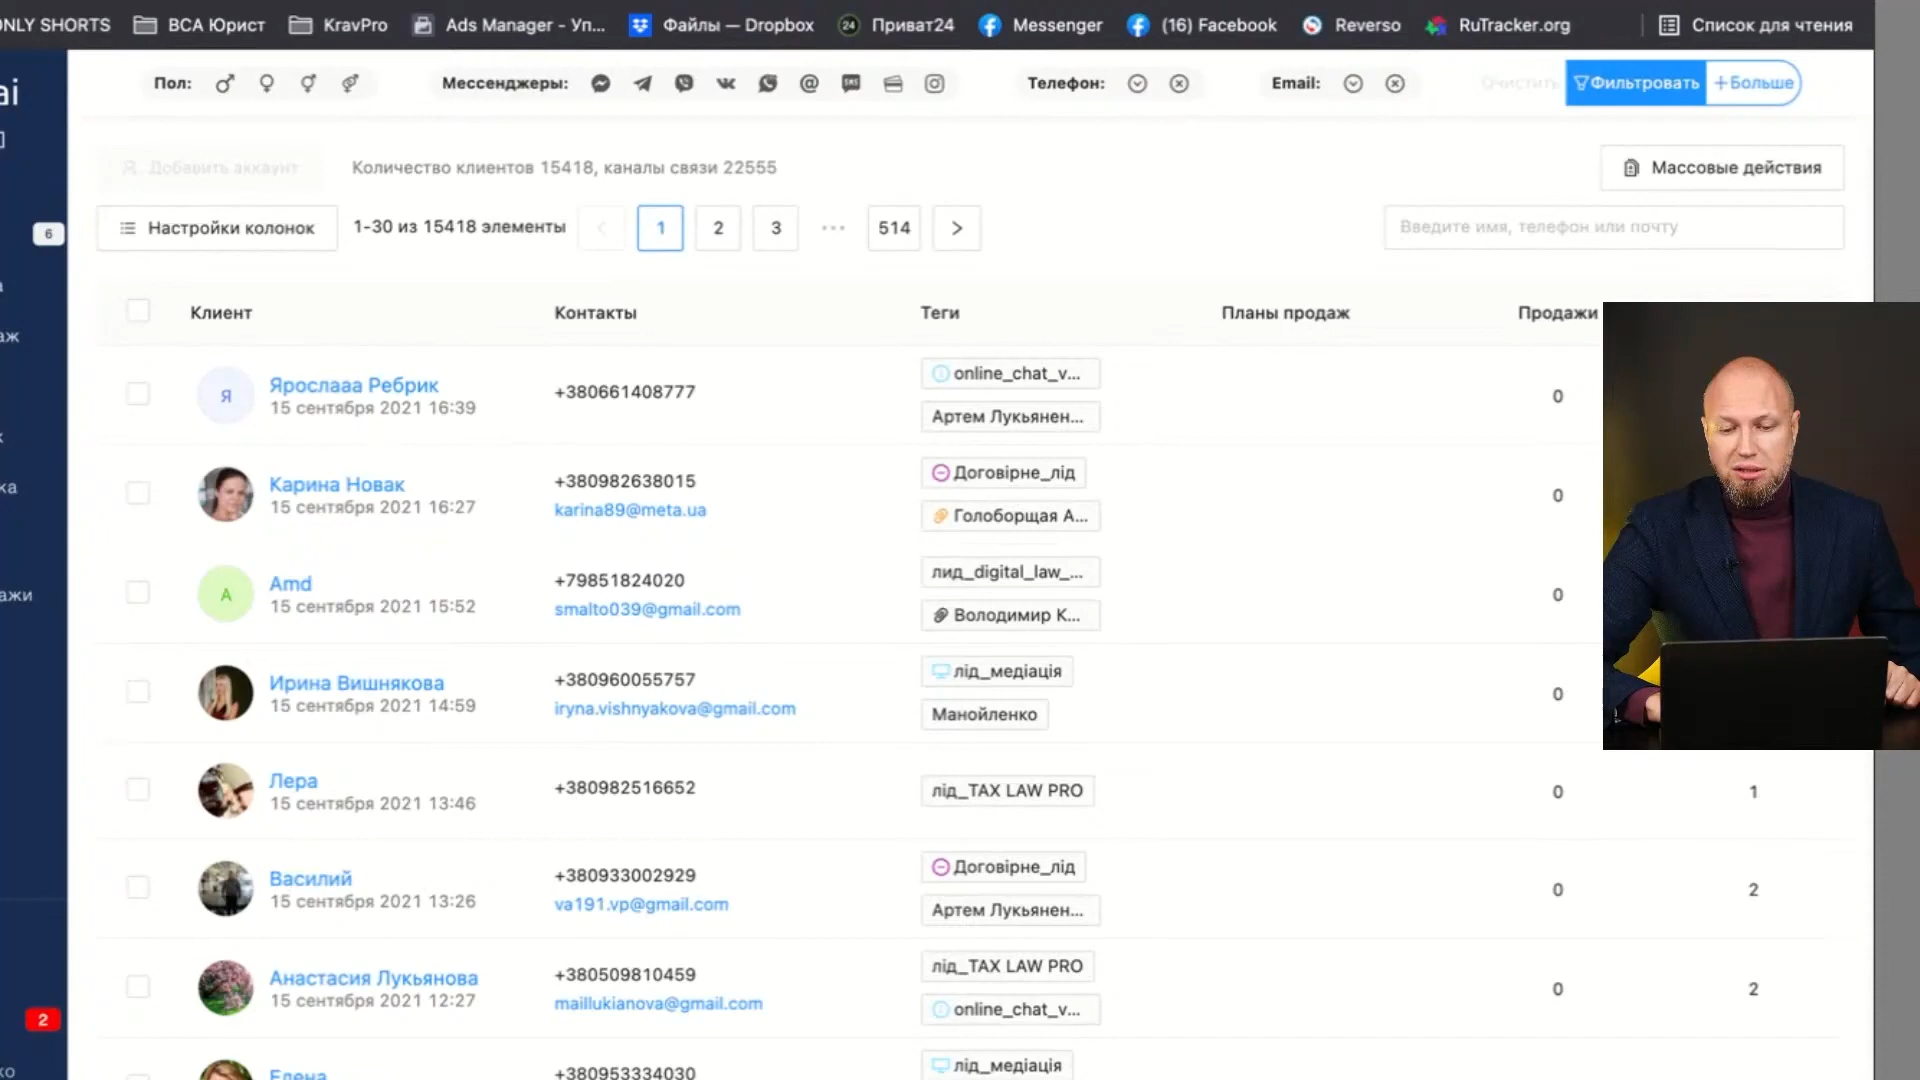 ONLY SHORTS ВСА Юрист KravPro Ads Manager - Уп... Файлы — Dropbox 24 Приват24 Messenger (16) Facebook Reverso RuTracker.org Список для чтения
ai
Пол: Мессенджеры: Телефон: Email: Очистить Фильтровать +Больше
Добавить аккаунт Количество клиентов 15418, каналы связи 22555 Массовые действия
6
Настройки колонок 1-30 из 15418 элементы < 1 2 3 ••• 514 > Введите имя, телефон или почту
Клиент Контакты Теги Планы продаж Продажи
Я Ярослааа Ребрик
15 сентября 2021 16:39
+380661408777
online_chat_v...
Артем Лукьянен...
0
Карина Новак
15 сентября 2021 16:27
+380982638015
karina89@meta.ua
Договірне_лід
Голоборщая А...
0
A Amd
15 сентября 2021 15:52
+79851824020
smalto039@gmail.com
лид_digital_law_...
Володимир К...
0
Ирина Вишнякова
15 сентября 2021 14:59
+380960055757
iryna.vishnyakova@gmail.com
лід_медіація
Манойленко
0
Лера
15 сентября 2021 13:46
+380982516652
лід_TAX LAW PRO
0 1
Василий
15 сентября 2021 13:26
+380933002929
va191.vp@gmail.com
Договірне_лід
Артем Лукьянен...
0 2
Анастасия Лукьянова
15 сентября 2021 12:27
+380509810459
maillukianova@gmail.com
лід_TAX LAW PRO
online_chat_v...
0 2
2
Елена
+380953334030
лід_медіація